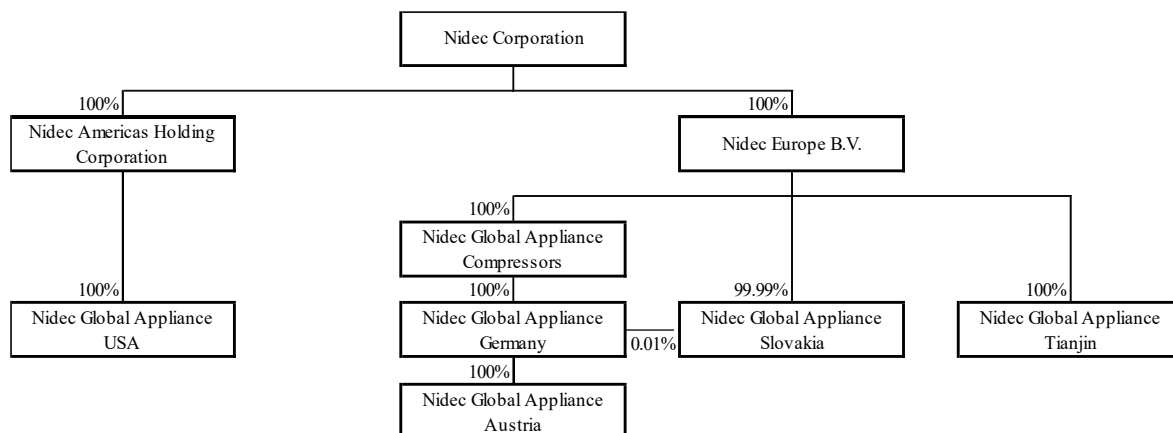 Nidec Corporation
100%
100%
Nidec Americas Holding
Corporation
Nidec Europe B.V.
100%
Nidec Global Appliance
Compressors
100%
100%
99.99%
100%
Nidec Global Appliance
USA
Nidec Global Appliance
Germany
0.01%
Nidec Global Appliance
Slovakia
Nidec Global Appliance
Tianjin
100%
Nidec Global Appliance
Austria